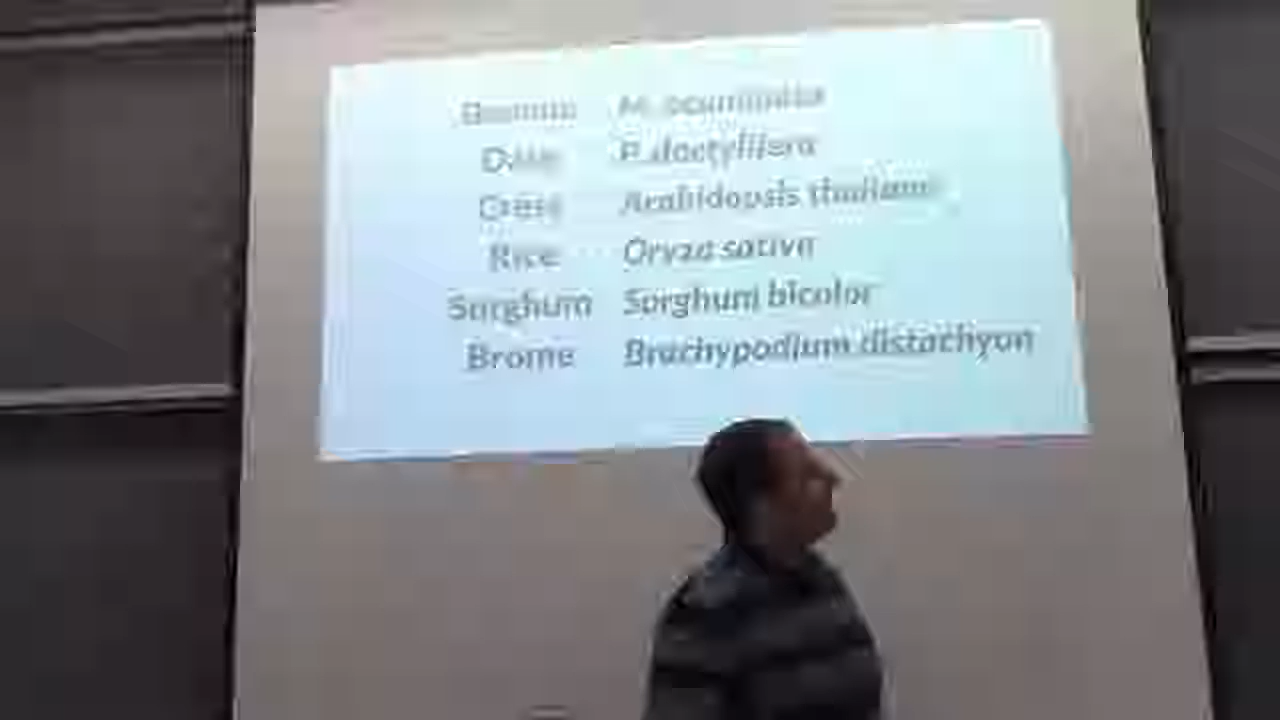 Banana M. acuminata
Date P. dactylifera
Cress Arabidopsis thaliana
Rice Oryza sativa
Sorghum Sorghum bicolor
Brome Brachypodium distachyon